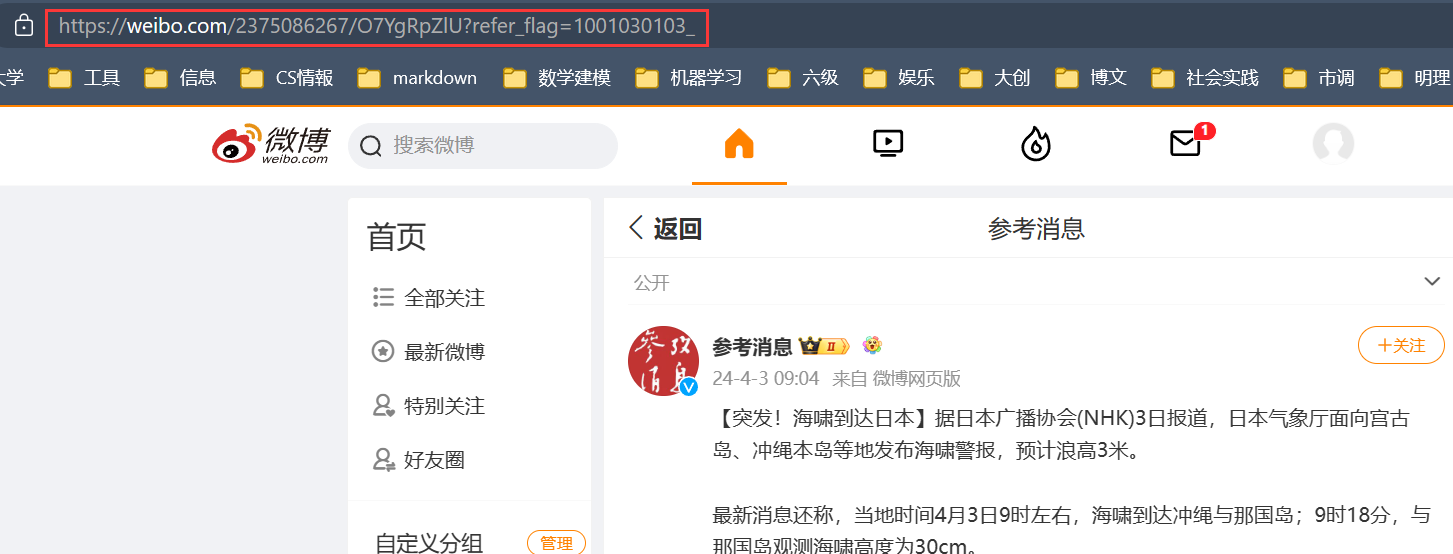 https://weibo.com/2375086267/O7YgRpZlU?refer_flag=1001030103_
大学 工具 信息 CS情報 markdown 数学建模 机器学习 六级 娱乐 大创 博文 社会实践 市调 明理
微博 weibo.com 搜索微博 1
首页
返回 参考消息
全部关注
公开
最新微博
参考消息 II
+关注
24-4-3 09:04 来自 微博网页版
特别关注
【突发！海啸到达日本】据日本广播协会(NHK)3日报道，日本气象厅面向宫古
岛、冲绳本岛等地发布海啸警报，预计浪高3米。
好友圈
最新消息还称，当地时间4月3日9时左右，海啸到达冲绳与那国岛；9时18分，与
那国岛观测海啸高度为30cm。
自定义分组 管理